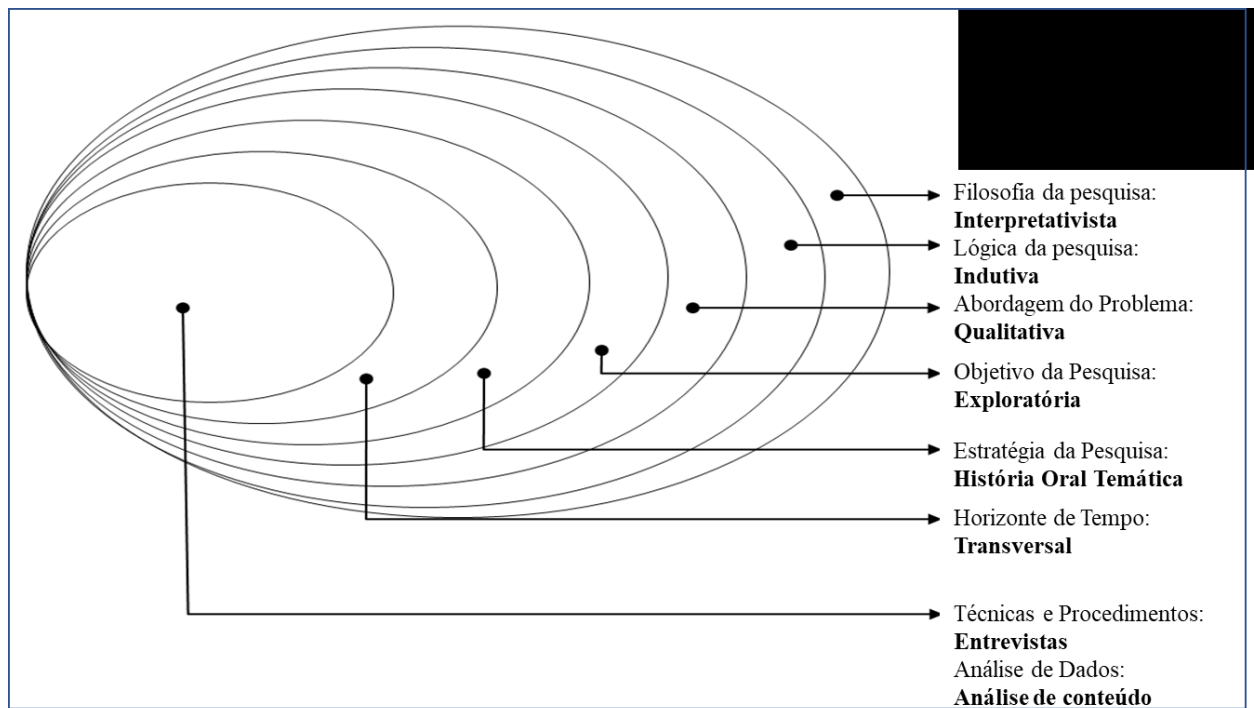 Filosofia da pesquisa:
Interpretativista
Lógica da pesquisa:
Indutiva
Abordagem do Problema:
Qualitativa
Objetivo da Pesquisa:
Exploratória
Estratégia da Pesquisa:
História Oral Temática
Horizonte de Tempo:
Transversal
Técnicas e Procedimentos:
Entrevistas
Análise de Dados:
Análise de conteúdo